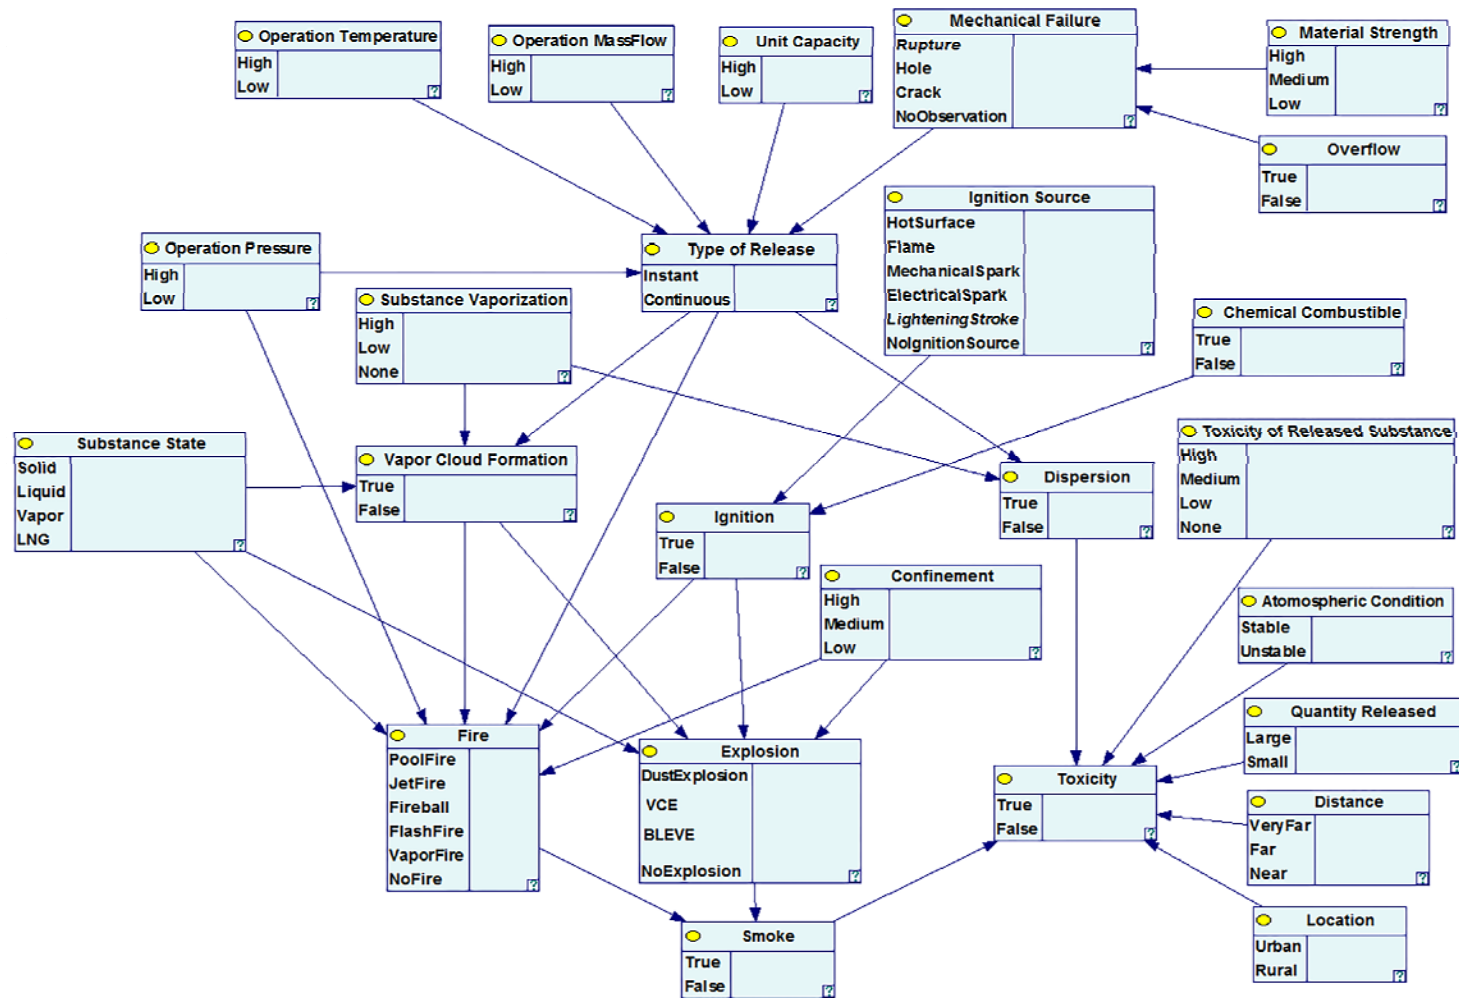 Operation Temperature
High
Low
?
Operation MassFlow
High
Low
?
Unit Capacity
High
Low
?
Mechanical Failure
Rupture
Hole
Crack
NoObservation
?
Material Strength
High
Medium
Low
?
Overflow
True
False
?
Ignition Source
HotSurface
Flame
MechanicalSpark
ElectricalSpark
LighteningStroke
NoIgnitionSource
?
Operation Pressure
High
Low
?
Type of Release
Instant
Continuous
?
Substance Vaporization
High
Low
None
?
Chemical Combustible
True
False
?
Substance State
Solid
Liquid
Vapor
LNG
?
Vapor Cloud Formation
True
False
?
Toxicity of Released Substance
High
Medium
Low
None
?
Dispersion
True
False
?
Ignition
True
False
?
Confinement
High
Medium
Low
?
Atomospheric Condition
Stable
Unstable
?
Quantity Released
Large
Small
?
Fire
PoolFire
JetFire
Fireball
FlashFire
VaporFire
NoFire
?
Explosion
DustExplosion
VCE
BLEVE
NoExplosion
?
Toxicity
True
False
?
Distance
VeryFar
Far
Near
?
Location
Urban
Rural
?
Smoke
True
False
?